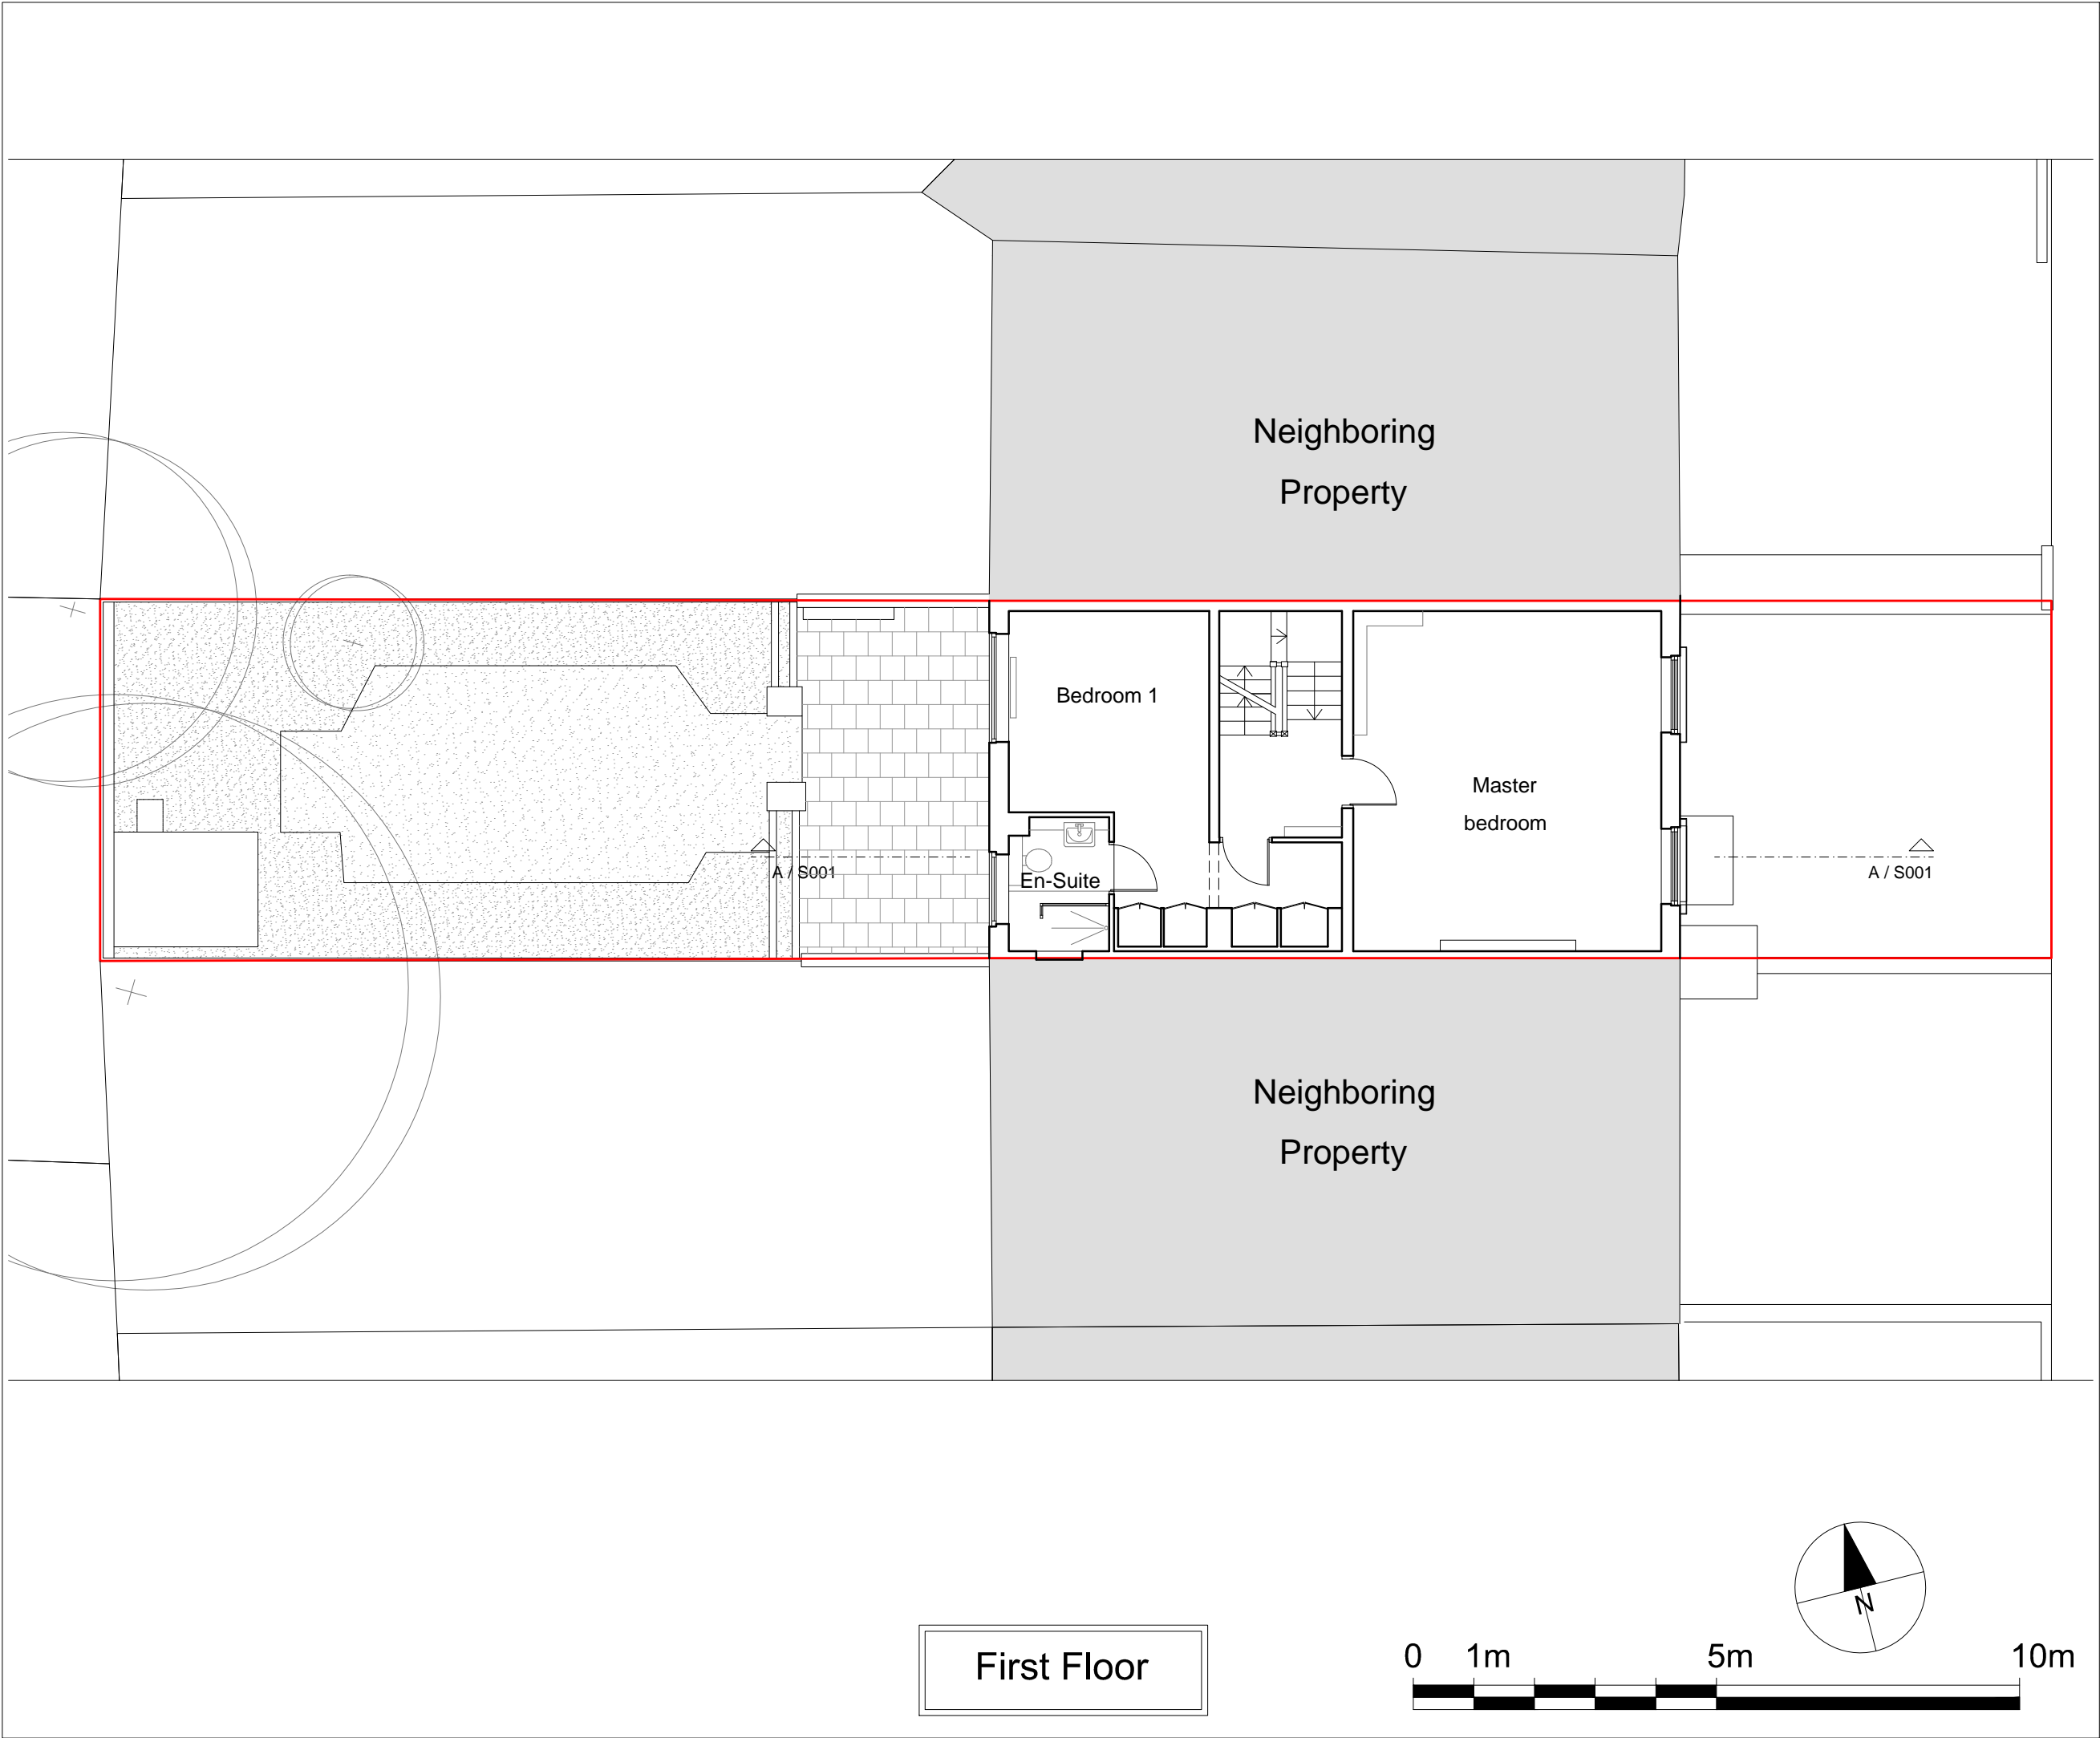 Neighboring
Property
Bedroom 1
Master
bedroom
A / S001
En-Suite
A / S001
Neighboring
Property
N
First Floor
0 1m 5m 10m